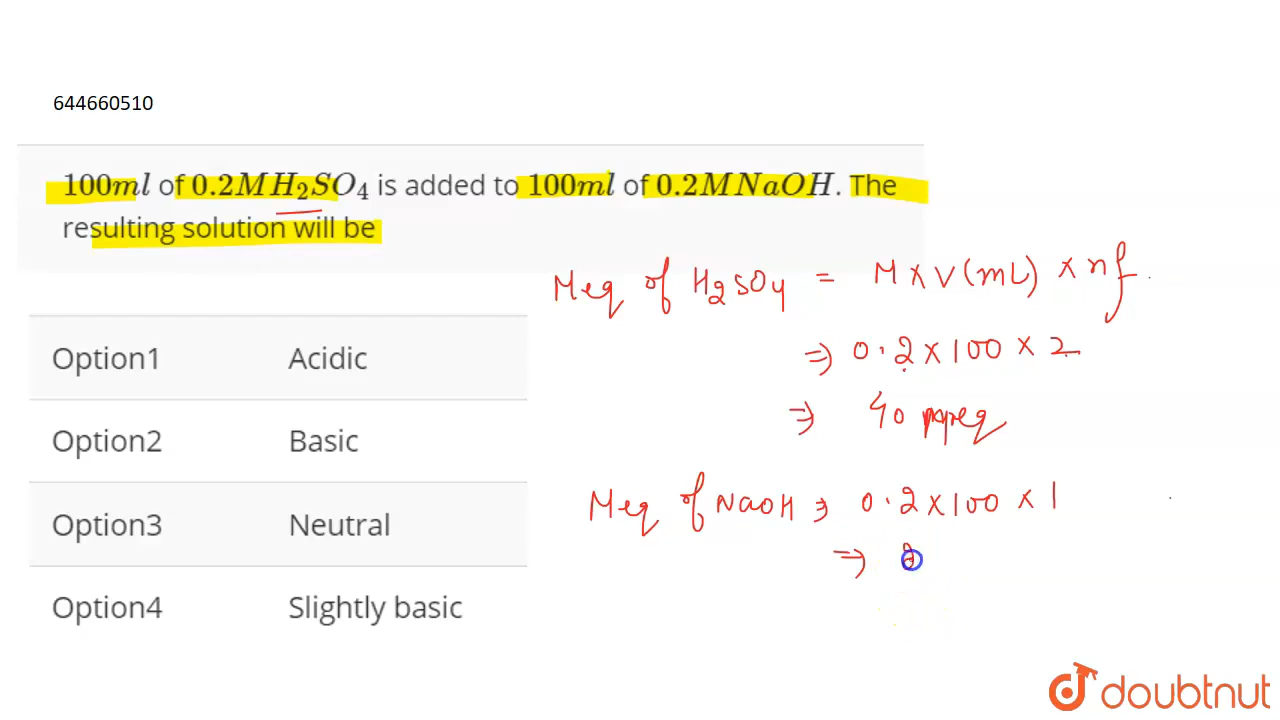 644660510
100ml of 0.2MH₂SO₄ is added to 100ml of 0.2MNaOH. The
resulting solution will be
Meq of H₂SO₄ = M×V(mL) ×nf.
⇒ 0.2×100×2
⇒ 40 meq
Option1 Acidic
Option2 Basic
Option3 Neutral
Option4 Slightly basic
Meq of NaOH ⇒ 0.2×100×1
⇒ 2
doubtnut